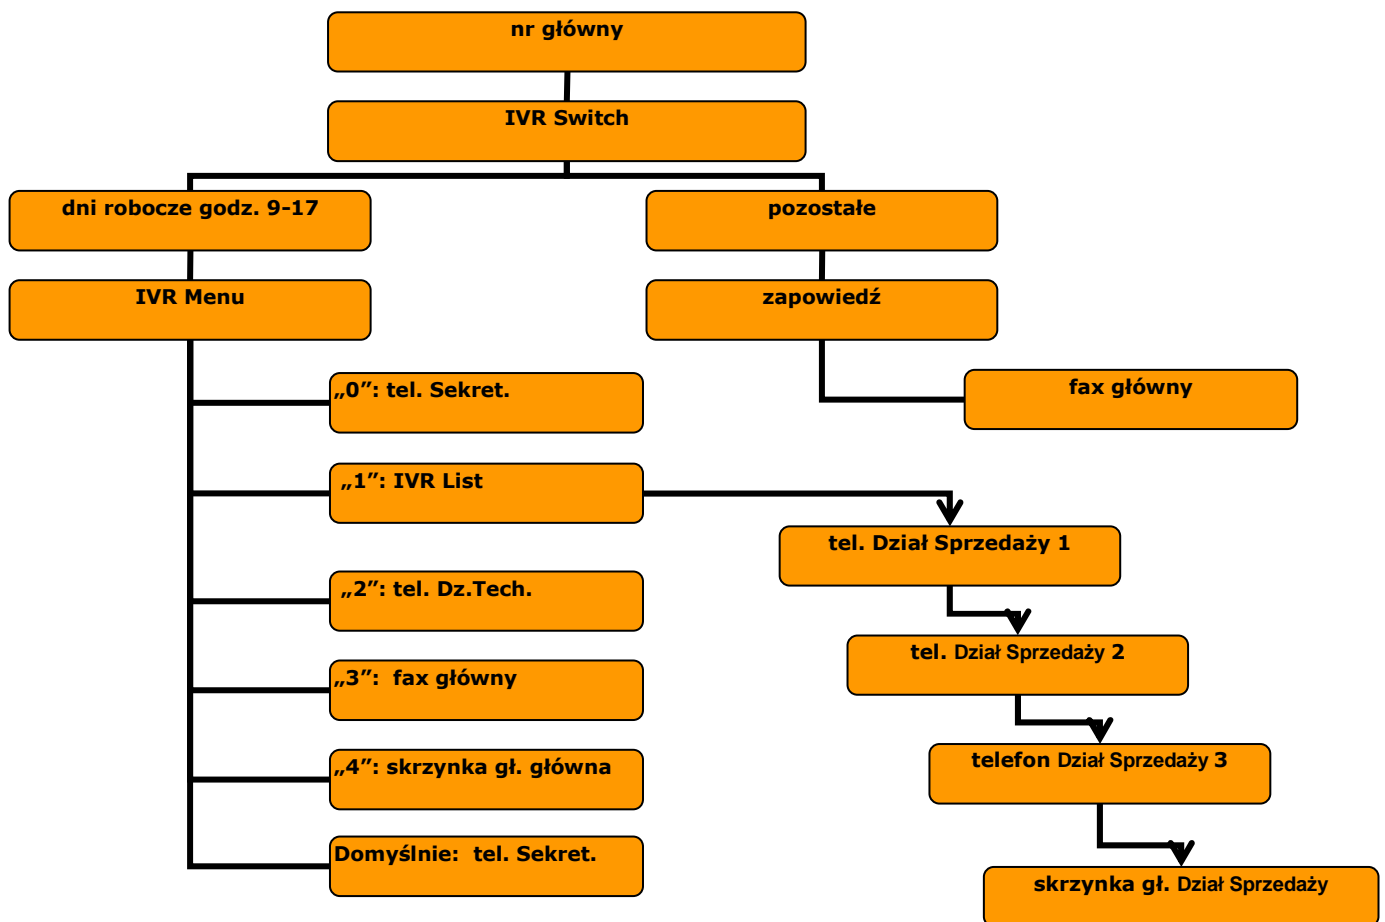 nr główny
IVR Switch
dni robocze godz. 9-17
pozostałe
IVR Menu
zapowiedź
„0”: tel. Sekret.
fax główny
„1”: IVR List
tel. Dział Sprzedaży 1
„2”: tel. Dz.Tech.
tel. Dział Sprzedaży 2
„3”:  fax główny
telefon Dział Sprzedaży 3
„4”: skrzynka gł. główna
Domyślnie:  tel. Sekret.
skrzynka gł. Dział Sprzedaży